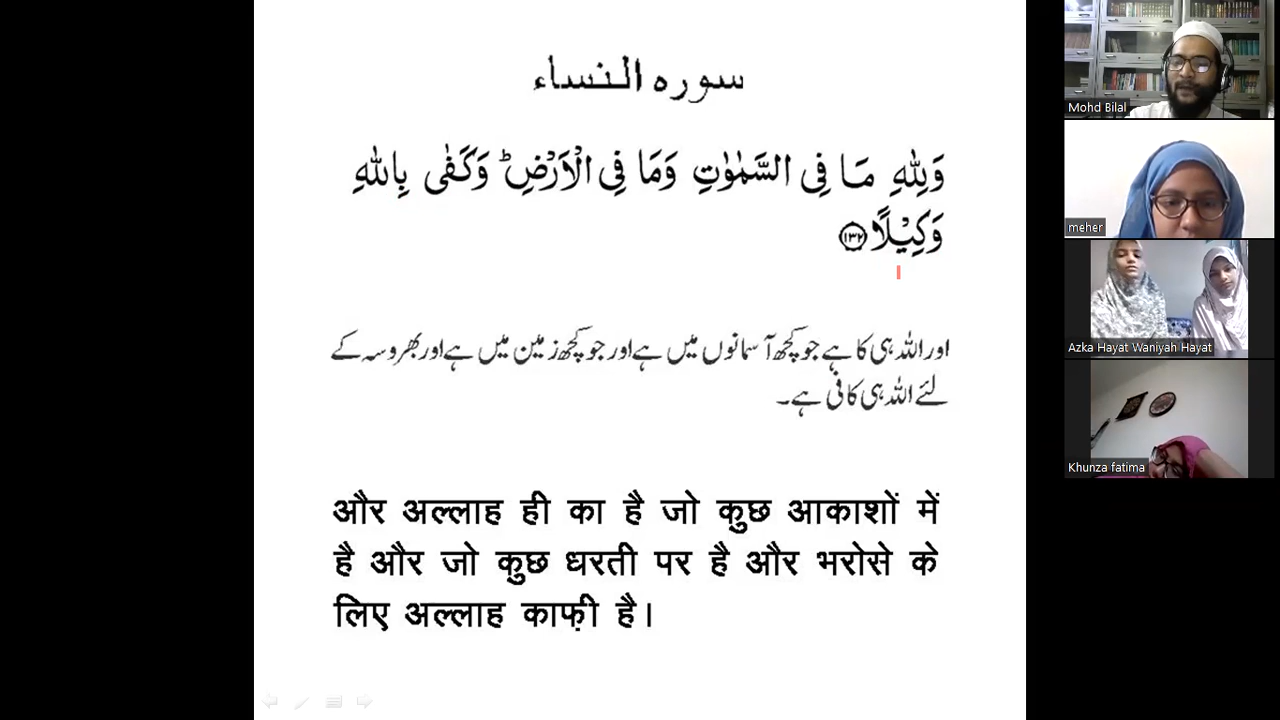 سوره النساء
وَلِلّٰهِ مَا فِى السَّمٰوٰتِ وَمَا فِى الْاَرْضِ ؕ وَكَفٰى بِاللّٰهِ
وَكِيْلًا ۝۱۳۲
اور اللہ ہی کا ہے جو کچھ آسمانوں میں ہے اور جو کچھ زمین میں ہے اور بھروسہ کے
لئے اللہ ہی کافی ہے۔
और अल्लाह ही का है जो कुछ आकाशों में
है और जो कुछ धरती पर है और भरोसे के
लिए अल्लाह काफ़ी है।
Mohd Bilal
meher
Azka Hayat Waniyah Hayat
Khunza fatima